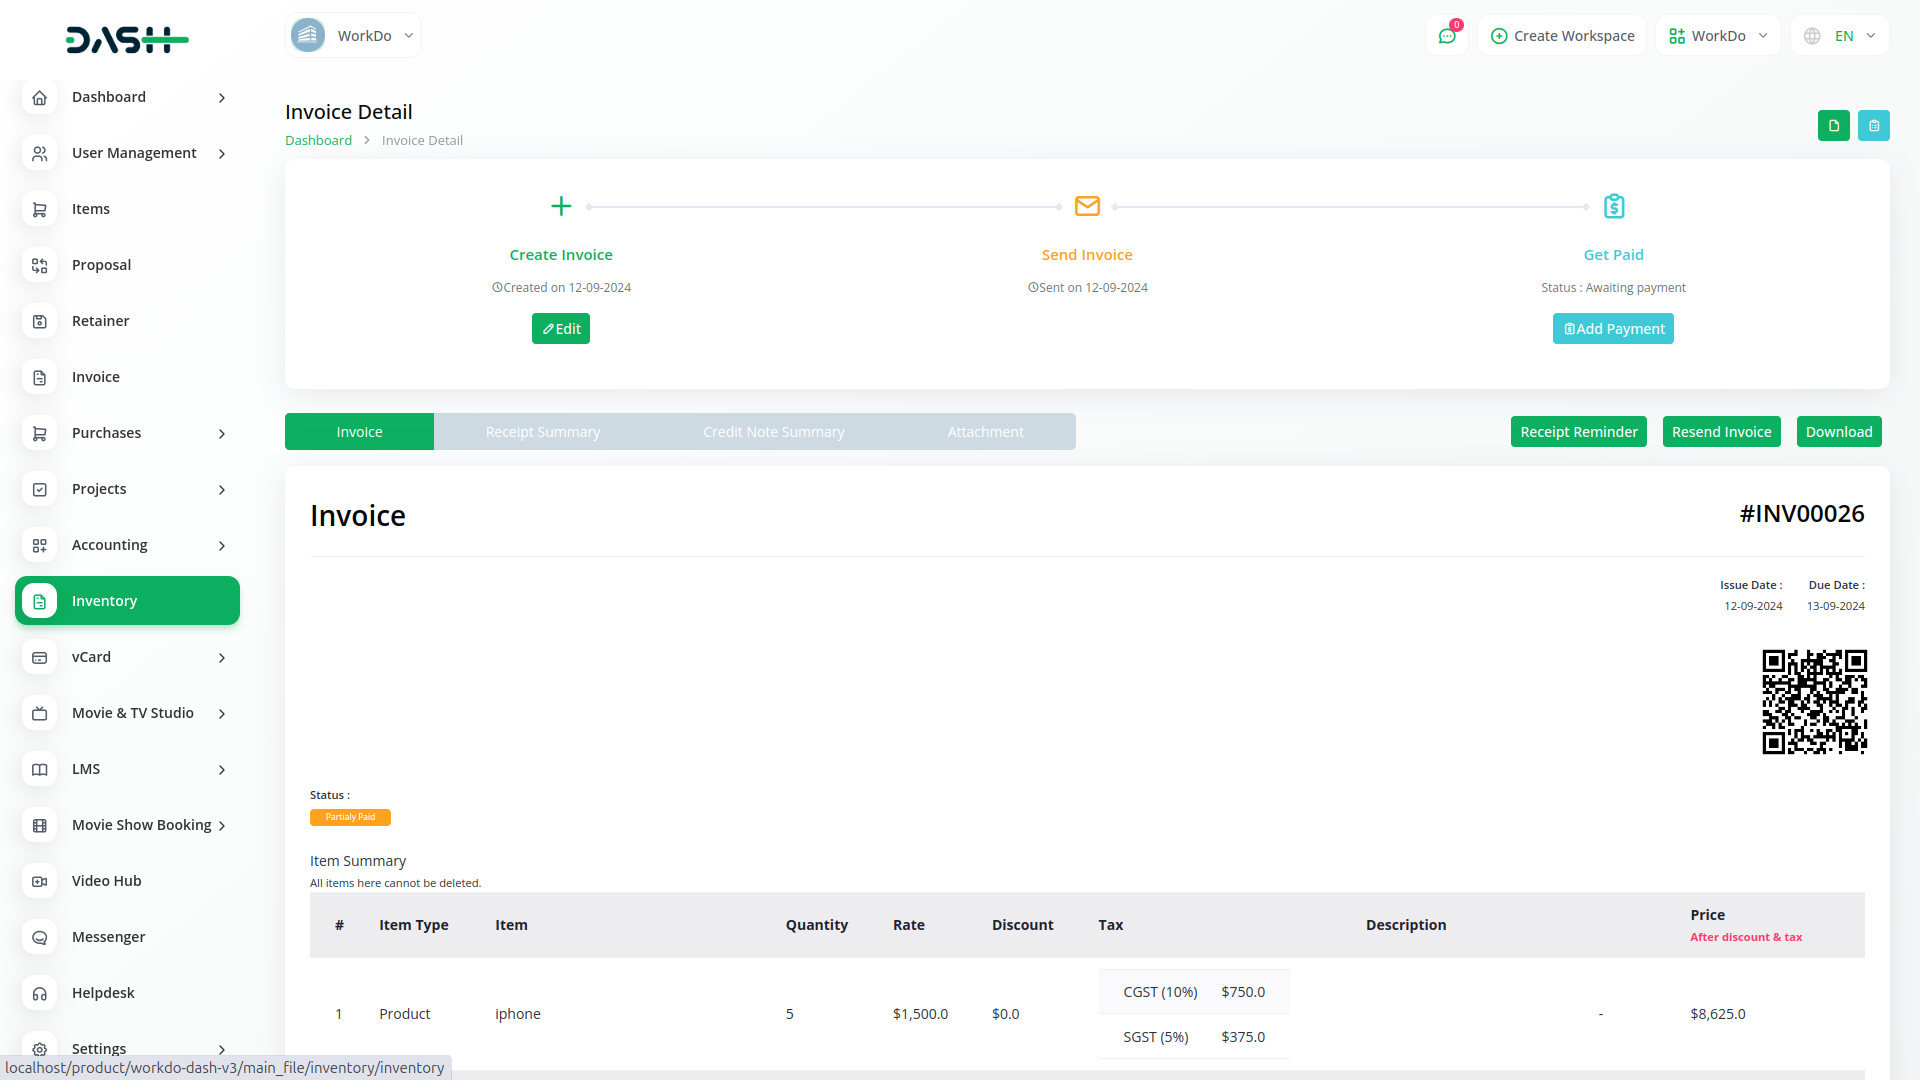 DASH
WorkDo
0
Create Workspace
WorkDo
EN
Dashboard
User Management
Items
Proposal
Retainer
Invoice
Purchases
Projects
Accounting
Inventory
vCard
Movie & TV Studio
LMS
Movie Show Booking
Video Hub
Messenger
Helpdesk
Settings
localhost/product/workdo-dash-v3/main_file/inventory/inventory
Invoice Detail
Dashboard > Invoice Detail
Create Invoice
Created on 12-09-2024
Edit
Send Invoice
Sent on 12-09-2024
Get Paid
Status : Awaiting payment
Add Payment
Invoice Receipt Summary Credit Note Summary Attachment
Receipt Reminder Resend Invoice Download
Invoice #INV00026
Issue Date : Due Date :
12-09-2024 13-09-2024
Status :
Partialy Paid
Item Summary
All items here cannot be deleted.
# Item Type Item Quantity Rate Discount Tax Description Price
After discount & tax
CGST (10%) $750.0
1 Product iphone 5 $1,500.0 $0.0 - $8,625.0
SGST (5%) $375.0